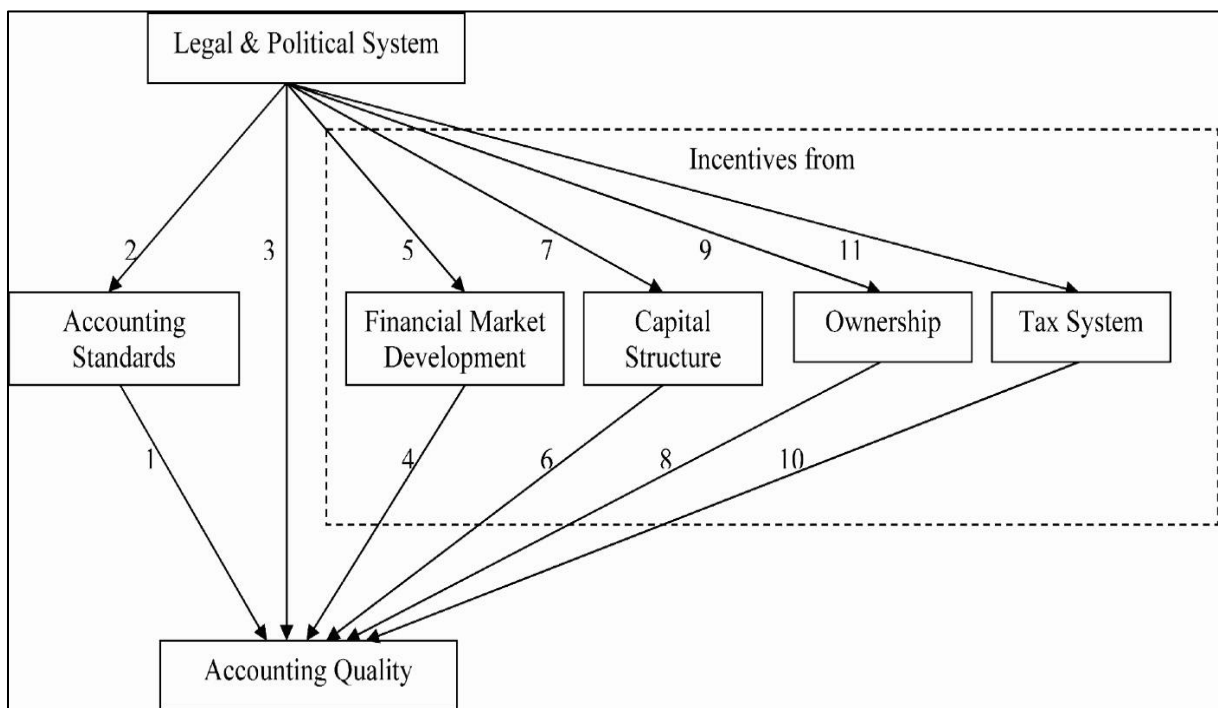 Legal & Political System
Incentives from
2
3
5
7
9
11
Accounting
Standards
Financial Market
Development
Capital
Structure
Ownership
Tax System
1
4
6
8
10
Accounting Quality